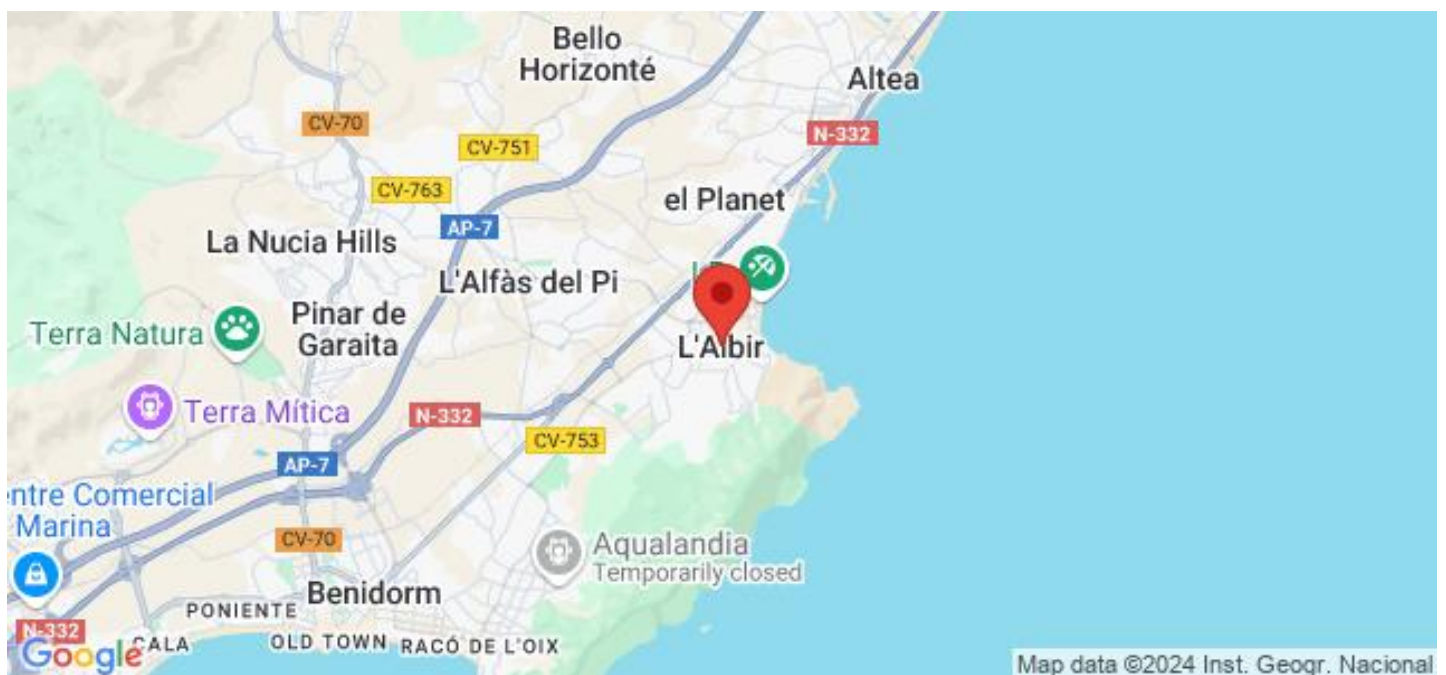 Bello
Horizonté
Altea
CV-70
N-332
CV-751
CV-763
el Planet
AP-7
La Nucia Hills
L'Alfàs del Pi
Pinar de
Garaita
Terra Natura
L'Albir
Terra Mítica
N-332
CV-753
AP-7
entre Comercial
Marina
CV-70
Aqualandia
Temporarily closed
Benidorm
PONIENTE
N-332
CALA
OLD TOWN
RACÓ DE L'OIX
Google
Map data ©2024 Inst. Geogr. Nacional